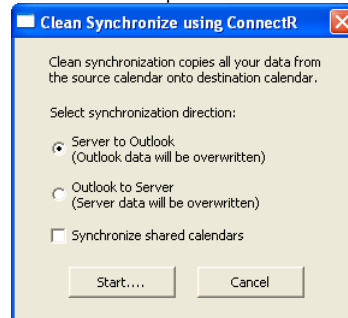 Clean Synchronize using ConnectR
Clean synchronization copies all your data from
the source calendar onto destination calendar.
Select synchronization direction:
Server to Outlook
(Outlook data will be overwritten)
Outlook to Server
(Server data will be overwritten)
Synchronize shared calendars
Start....
Cancel